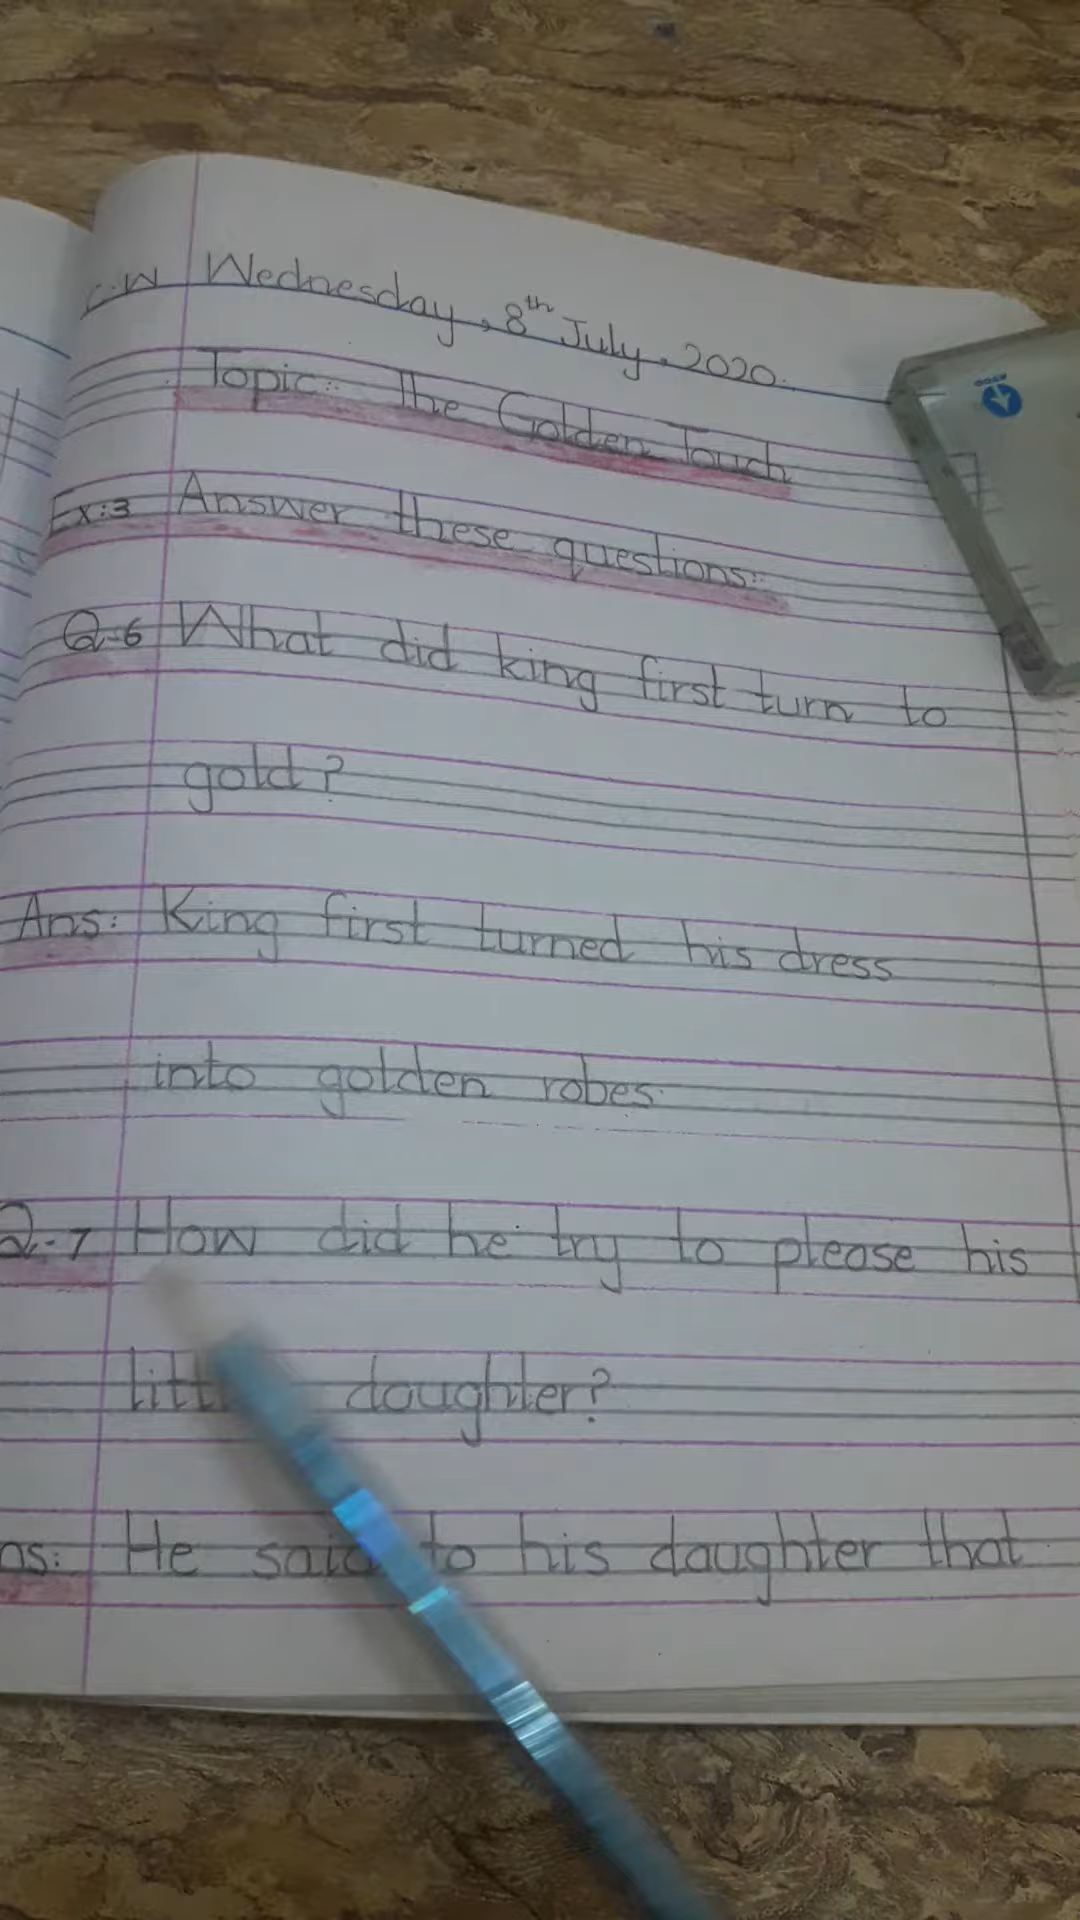 C.W Wednesday, 8th July, 2020.
Topic: The Golden Touch
Ex:3 Answer these questions:
Q-6 What did king first turn to
gold?
Ans: King first turned his dress
into golden robes.
Q-7 How did he try to please his
daughter?
ns: He said to his daughter that